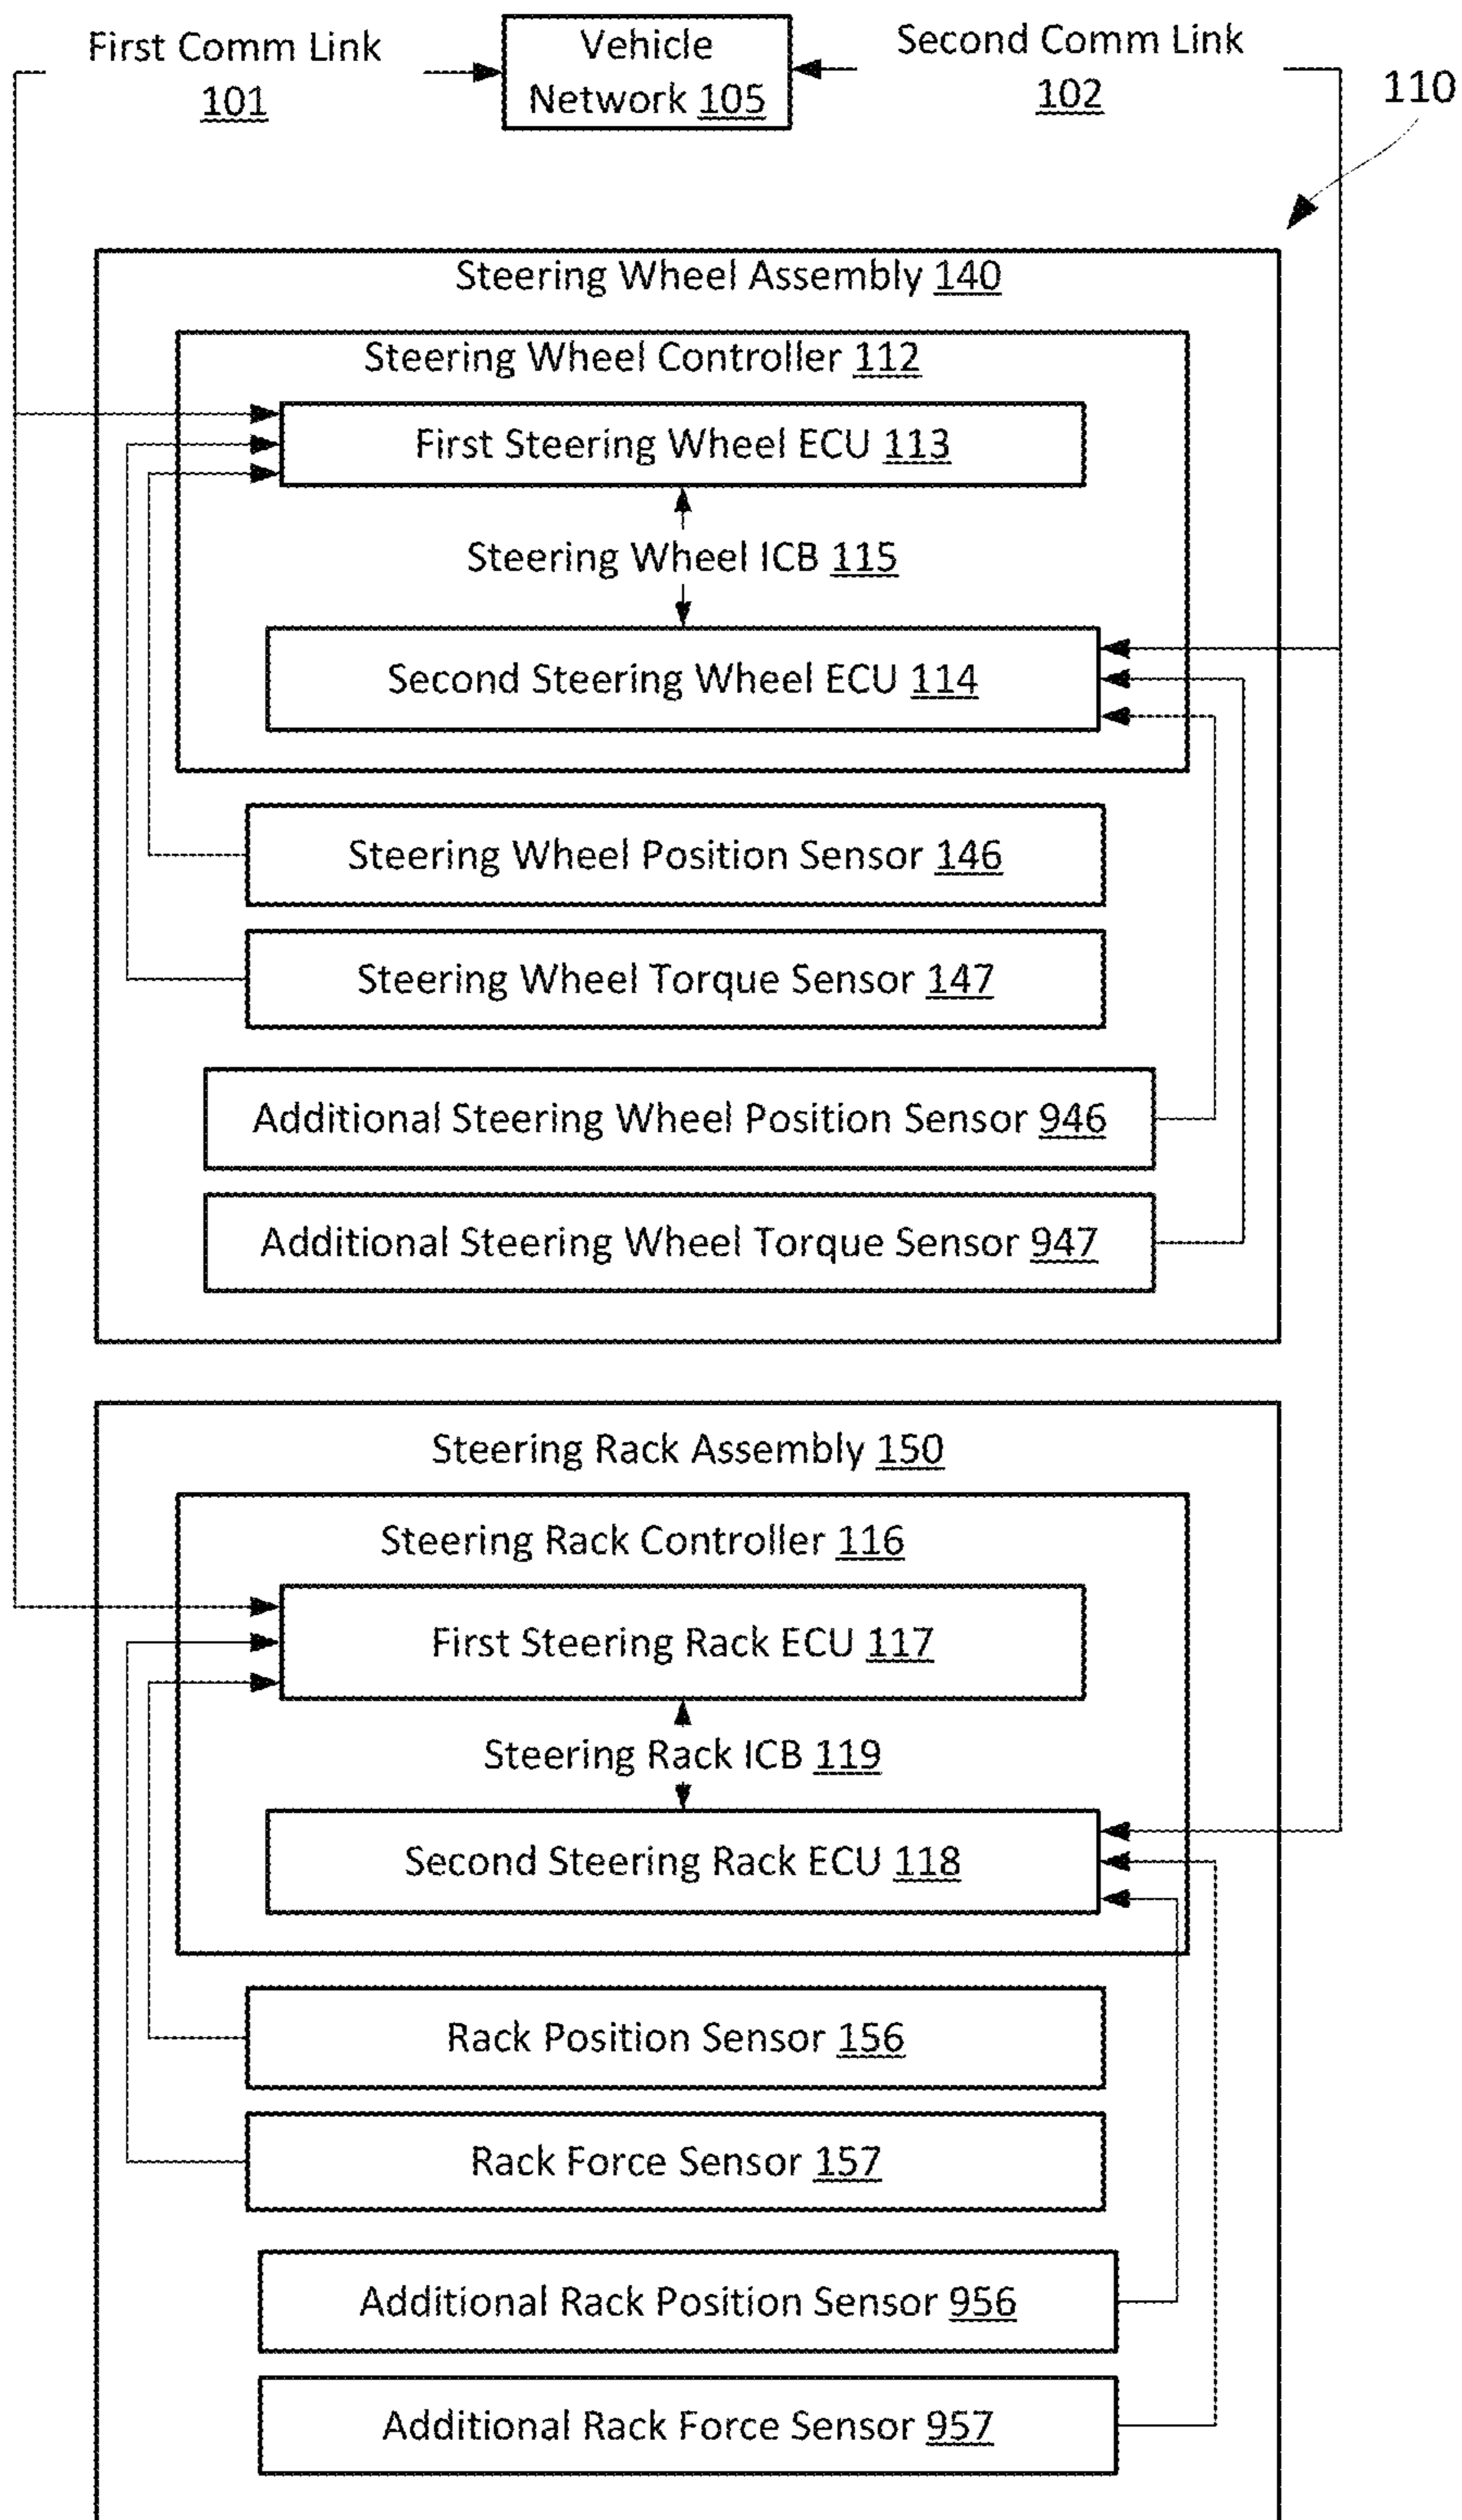 First Comm Link
101
Vehicle
Network 105
Second Comm Link
102
110
Steering Wheel Assembly 140
Steering Wheel Controller 112
First Steering Wheel ECU 113
Steering Wheel ICB 115
Second Steering Wheel ECU 114
Steering Wheel Position Sensor 146
Steering Wheel Torque Sensor 147
Additional Steering Wheel Position Sensor 946
Additional Steering Wheel Torque Sensor 947
Steering Rack Assembly 150
Steering Rack Controller 116
First Steering Rack ECU 117
Steering Rack ICB 119
Second Steering Rack ECU 118
Rack Position Sensor 156
Rack Force Sensor 157
Additional Rack Position Sensor 956
Additional Rack Force Sensor 957